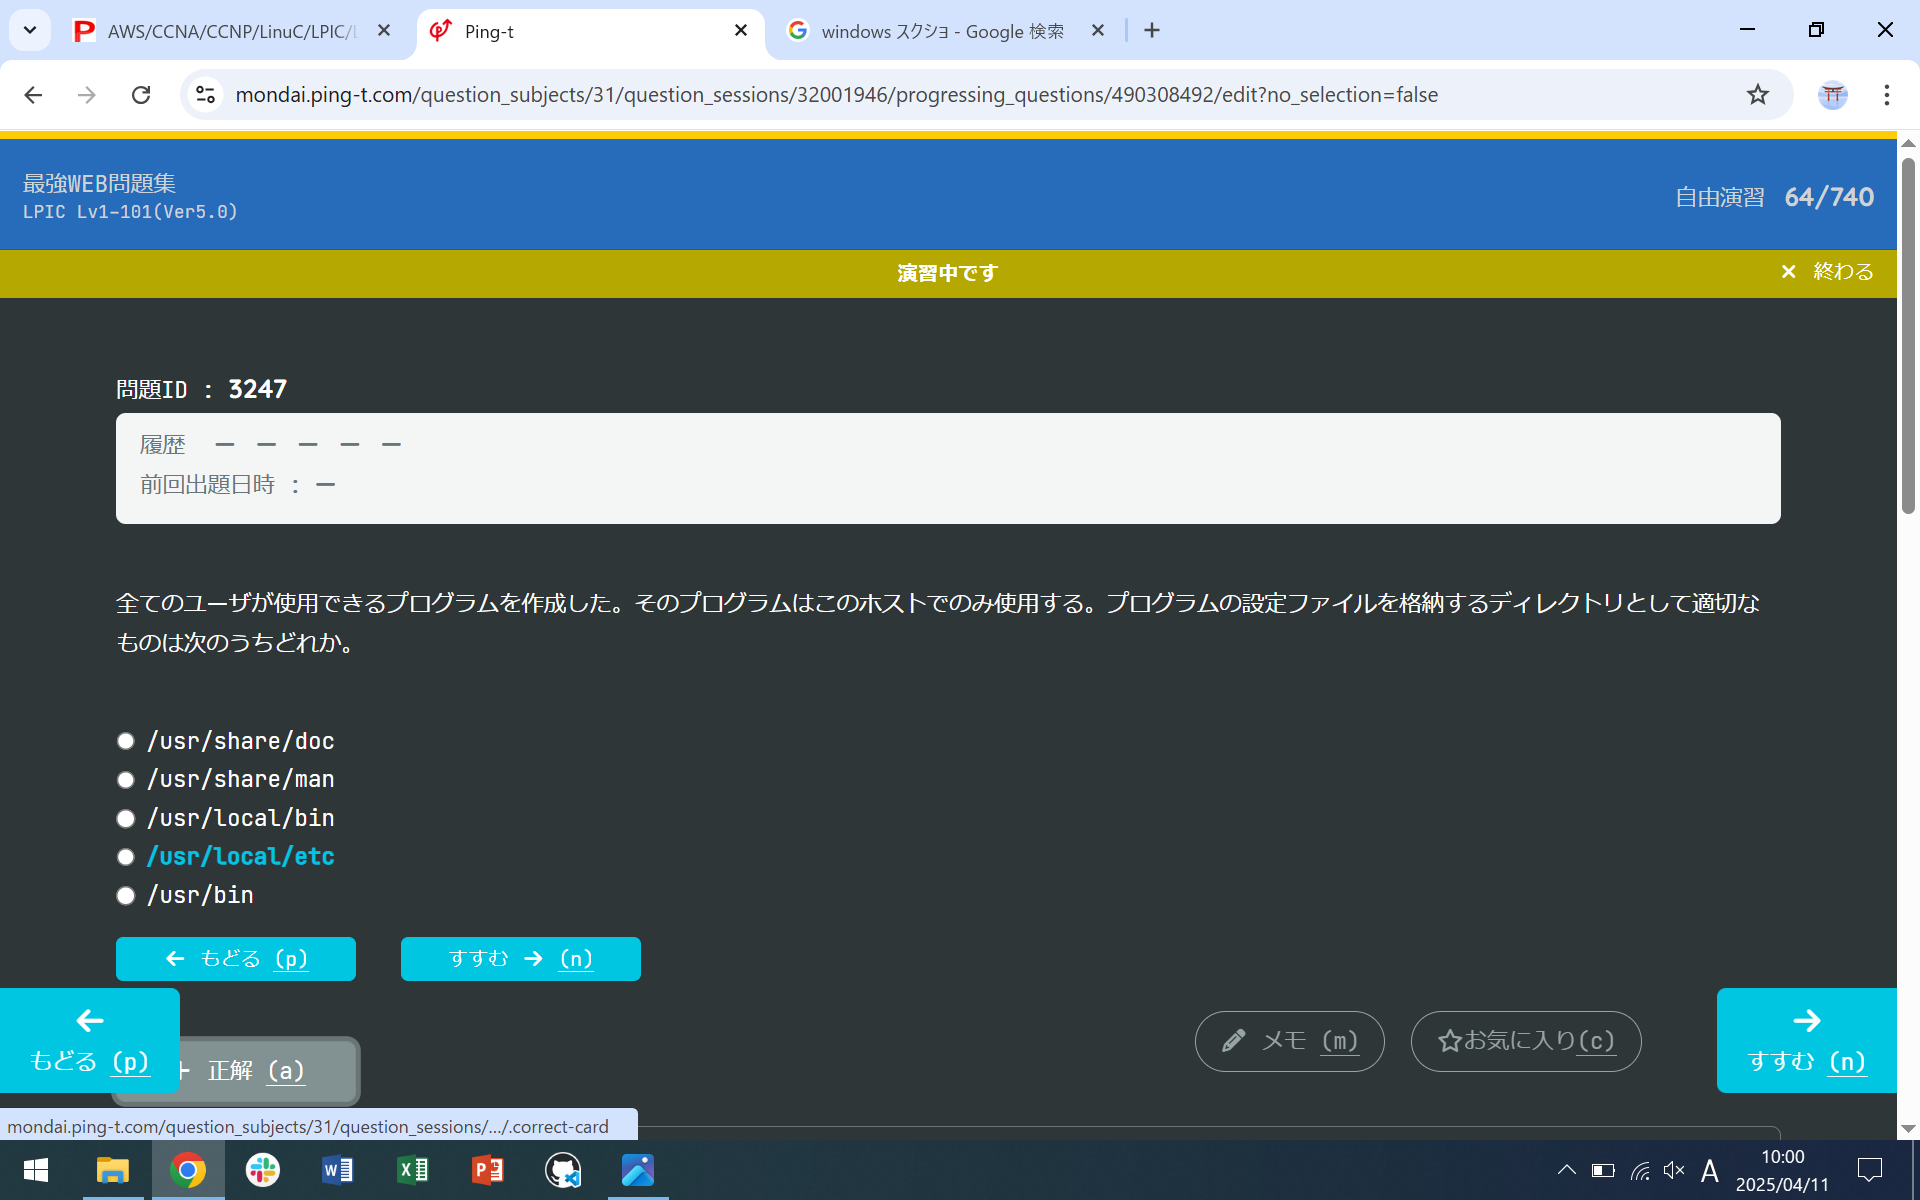 AWS/CCNA/CCNP/LinuC/LPIC/
Ping-t
windows スクショ - Google 検索
mondai.ping-t.com/question_subjects/31/question_sessions/32001946/progressing_questions/490308492/edit?no_selection=false
最強WEB問題集
LPIC Lv1-101(Ver5.0)
自由演習 64/740
演習中です
× 終わる
問題ID : 3247
履歴 ー ー ー ー ー
前回出題日時 : ー
全てのユーザが使用できるプログラムを作成した。そのプログラムはこのホストでのみ使用する。プログラムの設定ファイルを格納するディレクトリとして適切な
ものは次のうちどれか。
/usr/share/doc
/usr/share/man
/usr/local/bin
/usr/local/etc
/usr/bin
← もどる (p)
すすむ → (n)
← もどる (p)
+ 正解 (a)
メモ (m)
☆お気に入り(c)
→ すすむ (n)
mondai.ping-t.com/question_subjects/31/question_sessions/.../.correct-card
A
10:00
2025/04/11